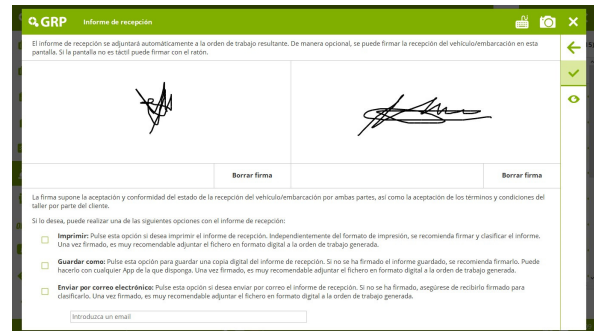 GRP Informe de recepción
El informe de recepción se adjuntará automáticamente a la orden de trabajo resultante. De manera opcional, se puede firmar la recepción del vehículo/embarcación en esta
pantalla. Si la pantalla no es táctil puede firmar con el ratón.
Borrar firma Borrar firma
La firma supone la aceptación y conformidad del estado de la recepción del vehículo/embarcación por ambas partes, así como la aceptación de los términos y condiciones del
taller por parte del cliente.
Si lo desea, puede realizar una de las siguientes opciones con el informe de recepción:
Imprimir: Pulse esta opción si desea imprimir el informe de recepción. Independientemente del formato de impresión, se recomienda firmar y clasificar el informe.
Una vez firmado, es muy recomendable adjuntar el fichero en formato digital a la orden de trabajo generada.
Guardar como: Pulse esta opción para guardar una copia digital del informe de recepción. Si no se ha firmado el informe guardado, se recomienda firmarlo. Puede
hacerlo con cualquier App de la que disponga. Una vez firmado, es muy recomendable adjuntar el fichero en formato digital a la orden de trabajo generada.
Enviar por correo electrónico: Pulse esta opción si desea enviar por correo el informe de recepción. Si no se ha firmado, asegúrese de recibirlo firmado para
clasificarlo. Una vez firmado, es muy recomendable adjuntar el fichero en formato digital a la orden de trabajo generada.
Introduzca un email